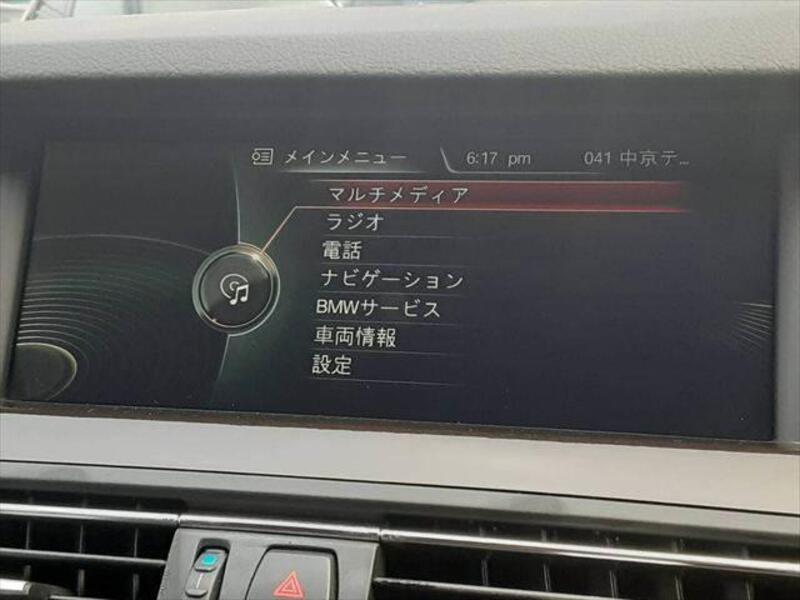 メインメニュー 6:17 pm 041 中京テ...
マルチメディア
ラジオ
電話
ナビゲーション
BMWサービス
車両情報
設定